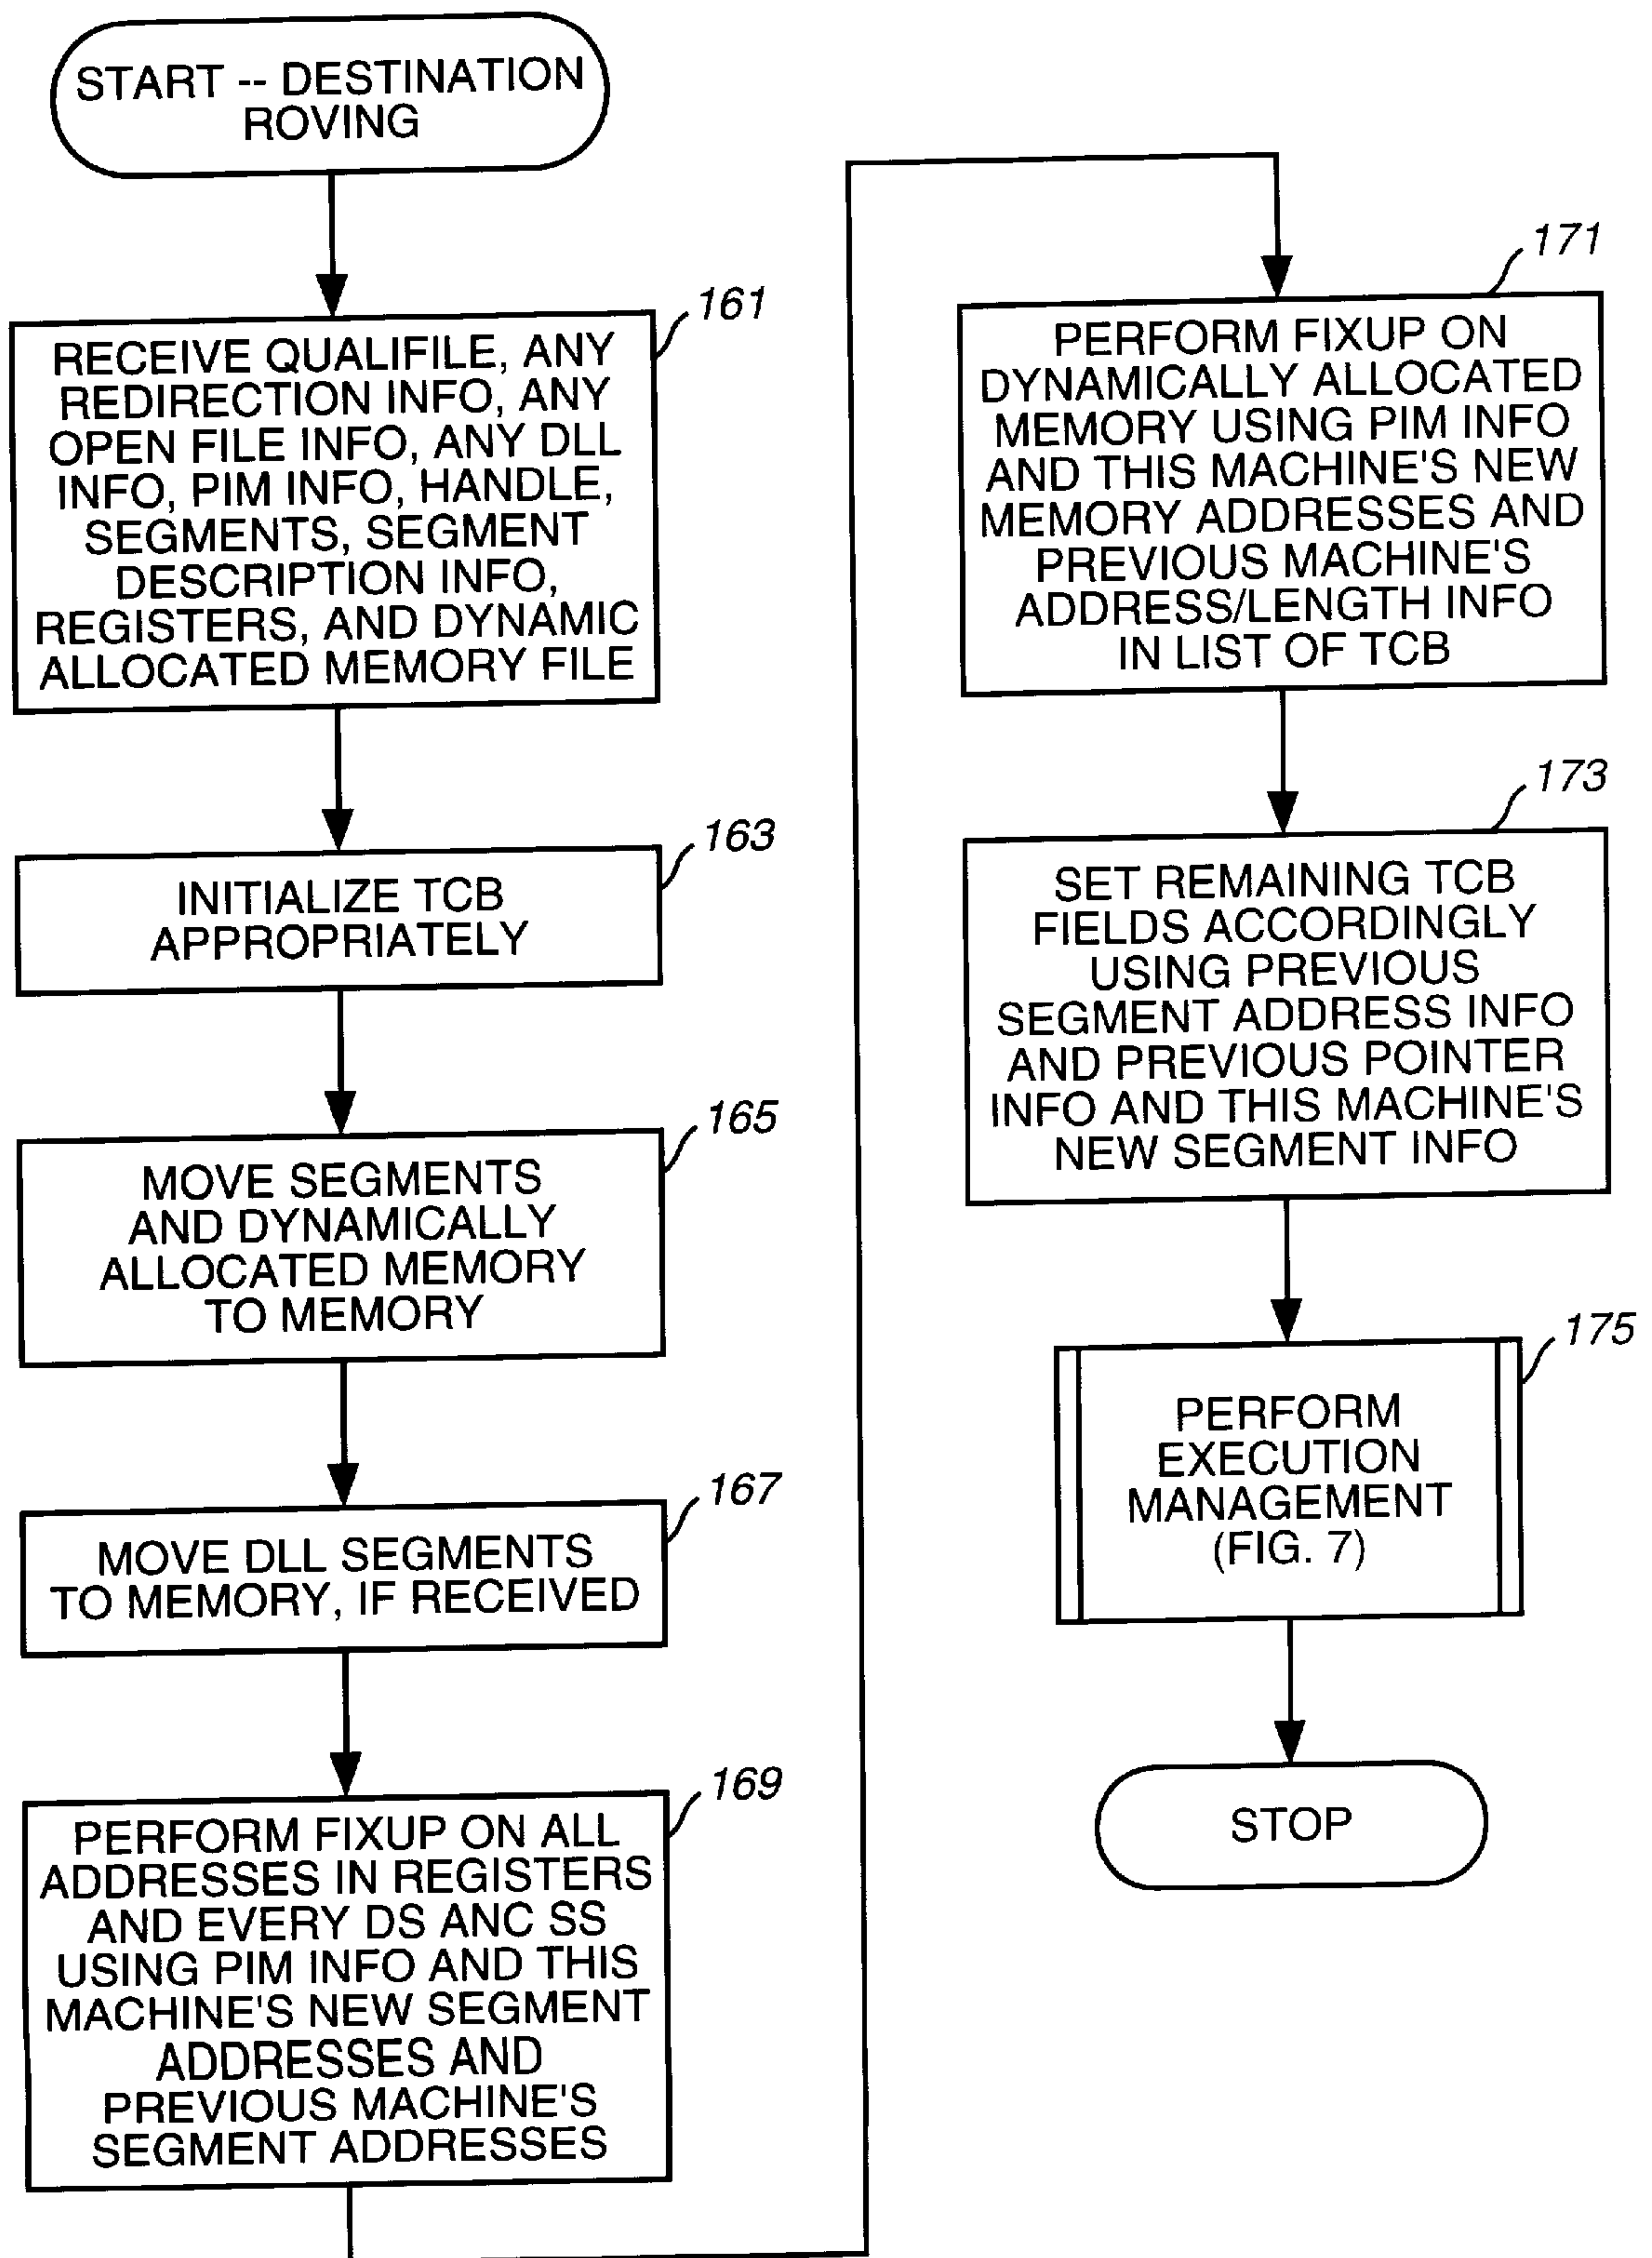 START -- DESTINATION
ROVING
161
RECEIVE QUALIFILE, ANY
REDIRECTION INFO, ANY
OPEN FILE INFO, ANY DLL
INFO, PIM INFO, HANDLE,
SEGMENTS, SEGMENT
DESCRIPTION INFO,
REGISTERS, AND DYNAMIC
ALLOCATED MEMORY FILE
163
INITIALIZE TCB
APPROPRIATELY
165
MOVE SEGMENTS
AND DYNAMICALLY
ALLOCATED MEMORY
TO MEMORY
167
MOVE DLL SEGMENTS
TO MEMORY, IF RECEIVED
169
PERFORM FIXUP ON ALL
ADDRESSES IN REGISTERS
AND EVERY DS ANC SS
USING PIM INFO AND THIS
MACHINE'S NEW SEGMENT
ADDRESSES AND
PREVIOUS MACHINE'S
SEGMENT ADDRESSES
171
PERFORM FIXUP ON
DYNAMICALLY ALLOCATED
MEMORY USING PIM INFO
AND THIS MACHINE'S NEW
MEMORY ADDRESSES AND
PREVIOUS MACHINE'S
ADDRESS/LENGTH INFO
IN LIST OF TCB
173
SET REMAINING TCB
FIELDS ACCORDINGLY
USING PREVIOUS
SEGMENT ADDRESS INFO
AND PREVIOUS POINTER
INFO AND THIS MACHINE'S
NEW SEGMENT INFO
175
PERFORM
EXECUTION
MANAGEMENT
(FIG. 7)
STOP